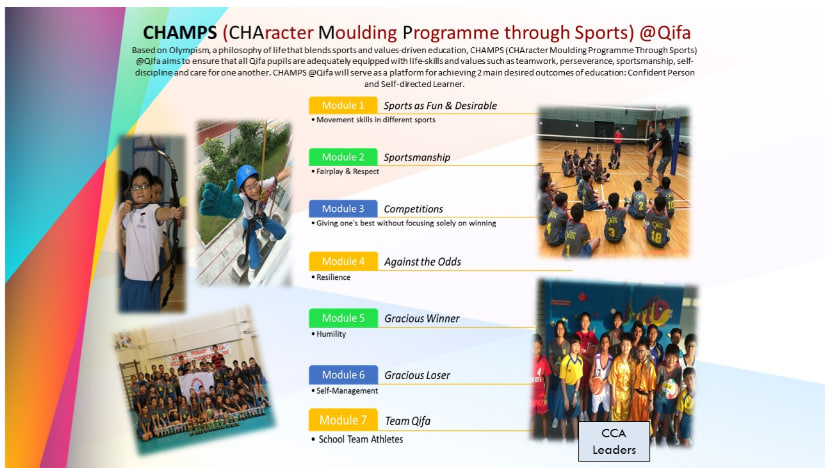 CHAMPS (CHAracter Moulding Programme through Sports) @Qifa
Based on Olympism, a philosophy of life that blends sports and values-driven education, CHAMPS (CHAracter Moulding Programme Through Sports)
@Qifa aims to ensure that all Qifa pupils are adequately equipped with life-skills and values such as teamwork, perseverance, sportsmanship, self-
discipline and care for one another. CHAMPS @Qifa will serve as a platform for achieving 2 main desired outcomes of education: Confident Person
and Self-directed Learner.
Module 1 Sports as Fun & Desirable
• Movement skills in different sports
Module 2 Sportsmanship
• Fairplay & Respect
Module 3 Competitions
• Giving one's best without focusing solely on winning
Module 4 Against the Odds
• Resilience
Module 5 Gracious Winner
• Humility
Module 6 Gracious Loser
• Self-Management
Module 7 Team Qifa
• School Team Athletes
CCA
Leaders